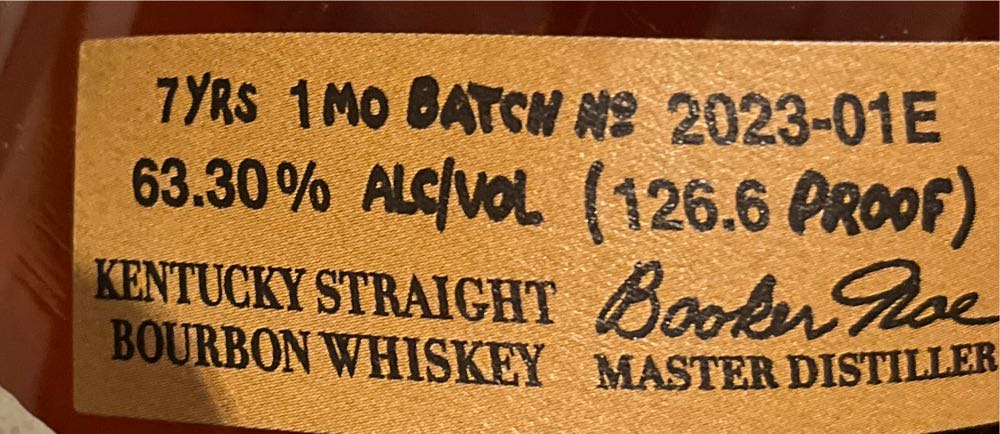 7YRS 1MO BATCH Nº 2023-01E
63.30% ALC/VOL (126.6 PROOF)
KENTUCKY STRAIGHT
BOURBON WHISKEY
Booker Noe
MASTER DISTILLER